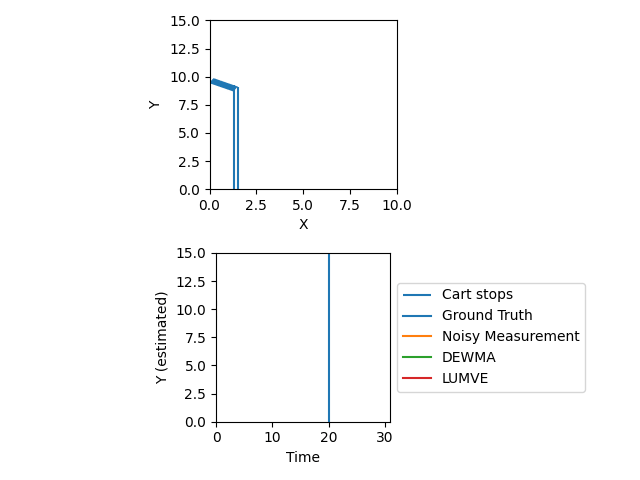 15.0
12.5
10.0
7.5
5.0
2.5
0.0
Y
0.0 2.5 5.0 7.5 10.0
X
15.0
12.5
10.0
7.5
5.0
2.5
0.0
Y (estimated)
0 10 20 30
Time
Cart stops
Ground Truth
Noisy Measurement
DEWMA
LUMVE